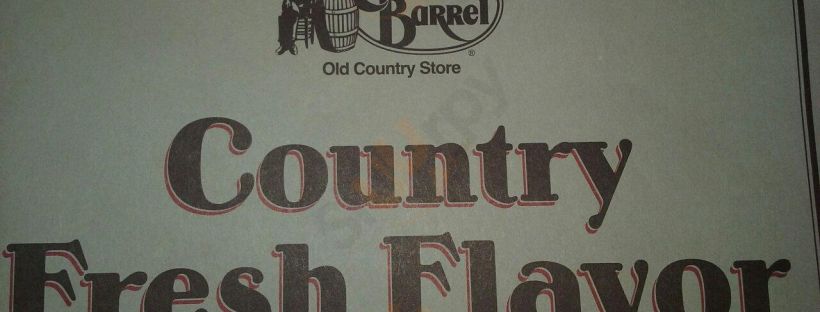 Barrel
®
Old Country Store
Country
Fresh Flavor